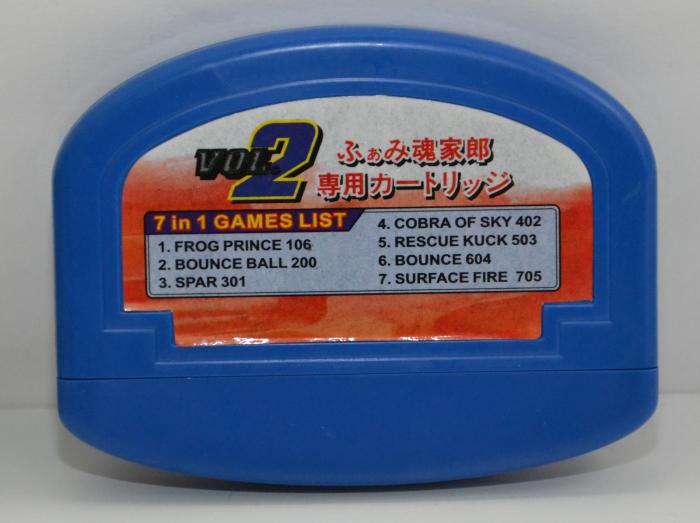 VOL.2
ふぁみ魂家郎
専用カートリッジ
7 in 1 GAMES LIST
1. FROG PRINCE 106
2. BOUNCE BALL 200
3. SPAR 301
4. COBRA OF SKY 402
5. RESCUE KUCK 503
6. BOUNCE 604
7. SURFACE FIRE 705